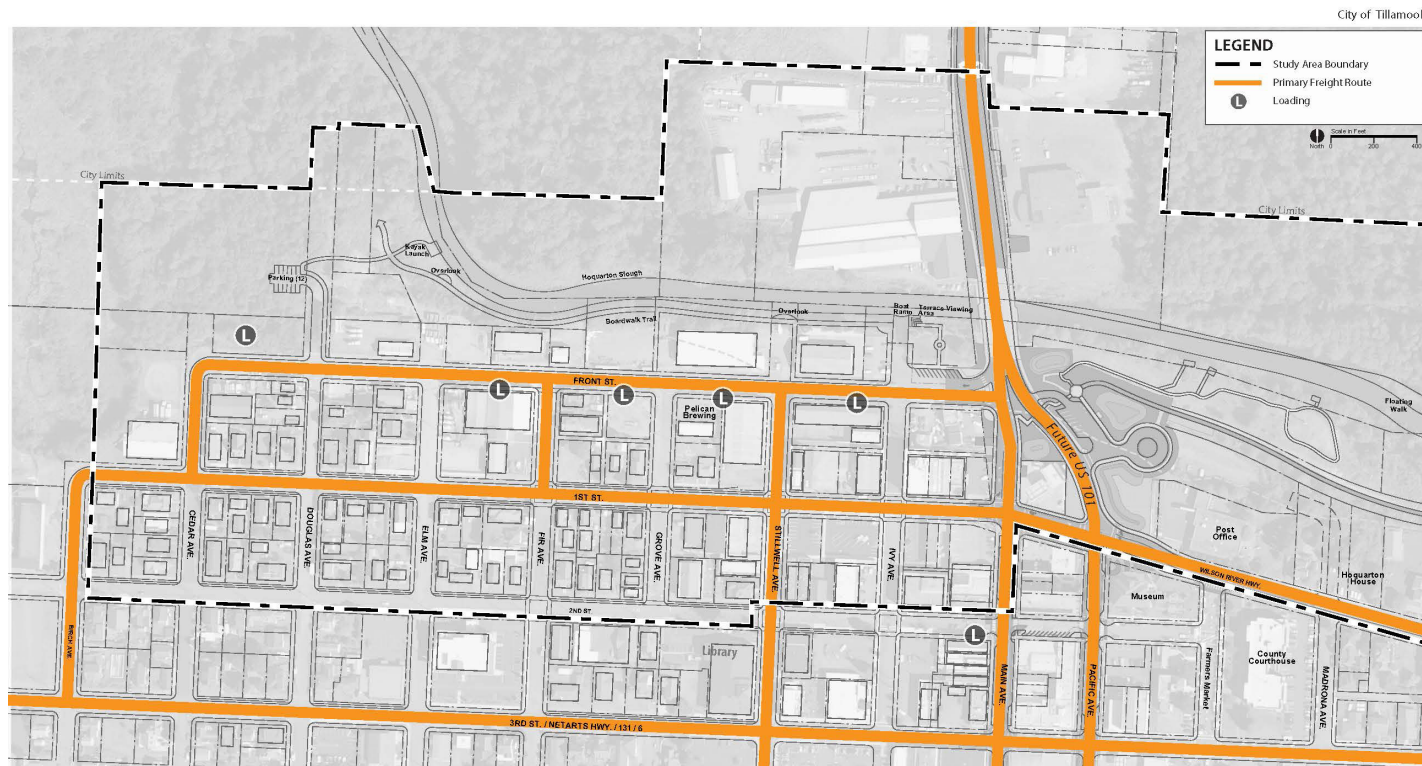 City of Tillamook
LEGEND
Study Area Boundary
Primary Freight Route
L
Loading
Scale in Feet
North
0
200
400
City Limits
City Limits
Kayak
Launch
Overlook
Parking (12)
Hoquarton Slough
Boardwalk Trail
Overlook
Boat
Ramp
Terrace Viewing
Area
L
FRONT ST.
L
L
L
L
Pelican
Brewing
Floating
Walk
Future US 101
1ST ST.
CEDAR AVE.
DOUGLAS AVE.
ELM AVE.
FIR AVE.
GROVE AVE.
STILLWELL AVE.
IVY AVE.
Post
Office
WILSON RIVER HWY.
Hoquarton
House
Museum
2ND ST.
BIRCH AVE.
Library
L
MAIN AVE.
PACIFIC AVE.
Farmers Market
County
Courthouse
MADRONA AVE.
3RD ST. / NETARTS HWY. / 131 / 6